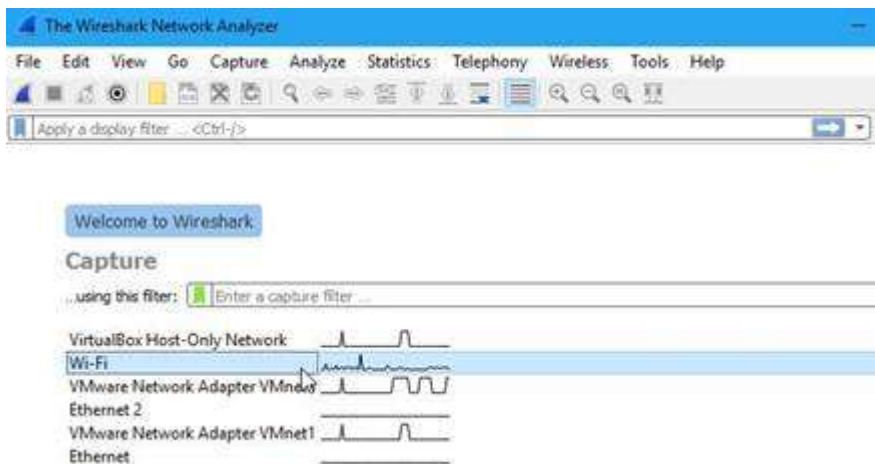 The Wireshark Network Analyzer
File Edit View Go Capture Analyze Statistics Telephony Wireless Tools Help
Apply a display filter ... <Ctrl-/>
Welcome to Wireshark
Capture
...using this filter: Enter a capture filter ...
VirtualBox Host-Only Network
Wi-Fi
VMware Network Adapter
Ethernet 2
VMware Network Adapter VMnet1
Ethernet